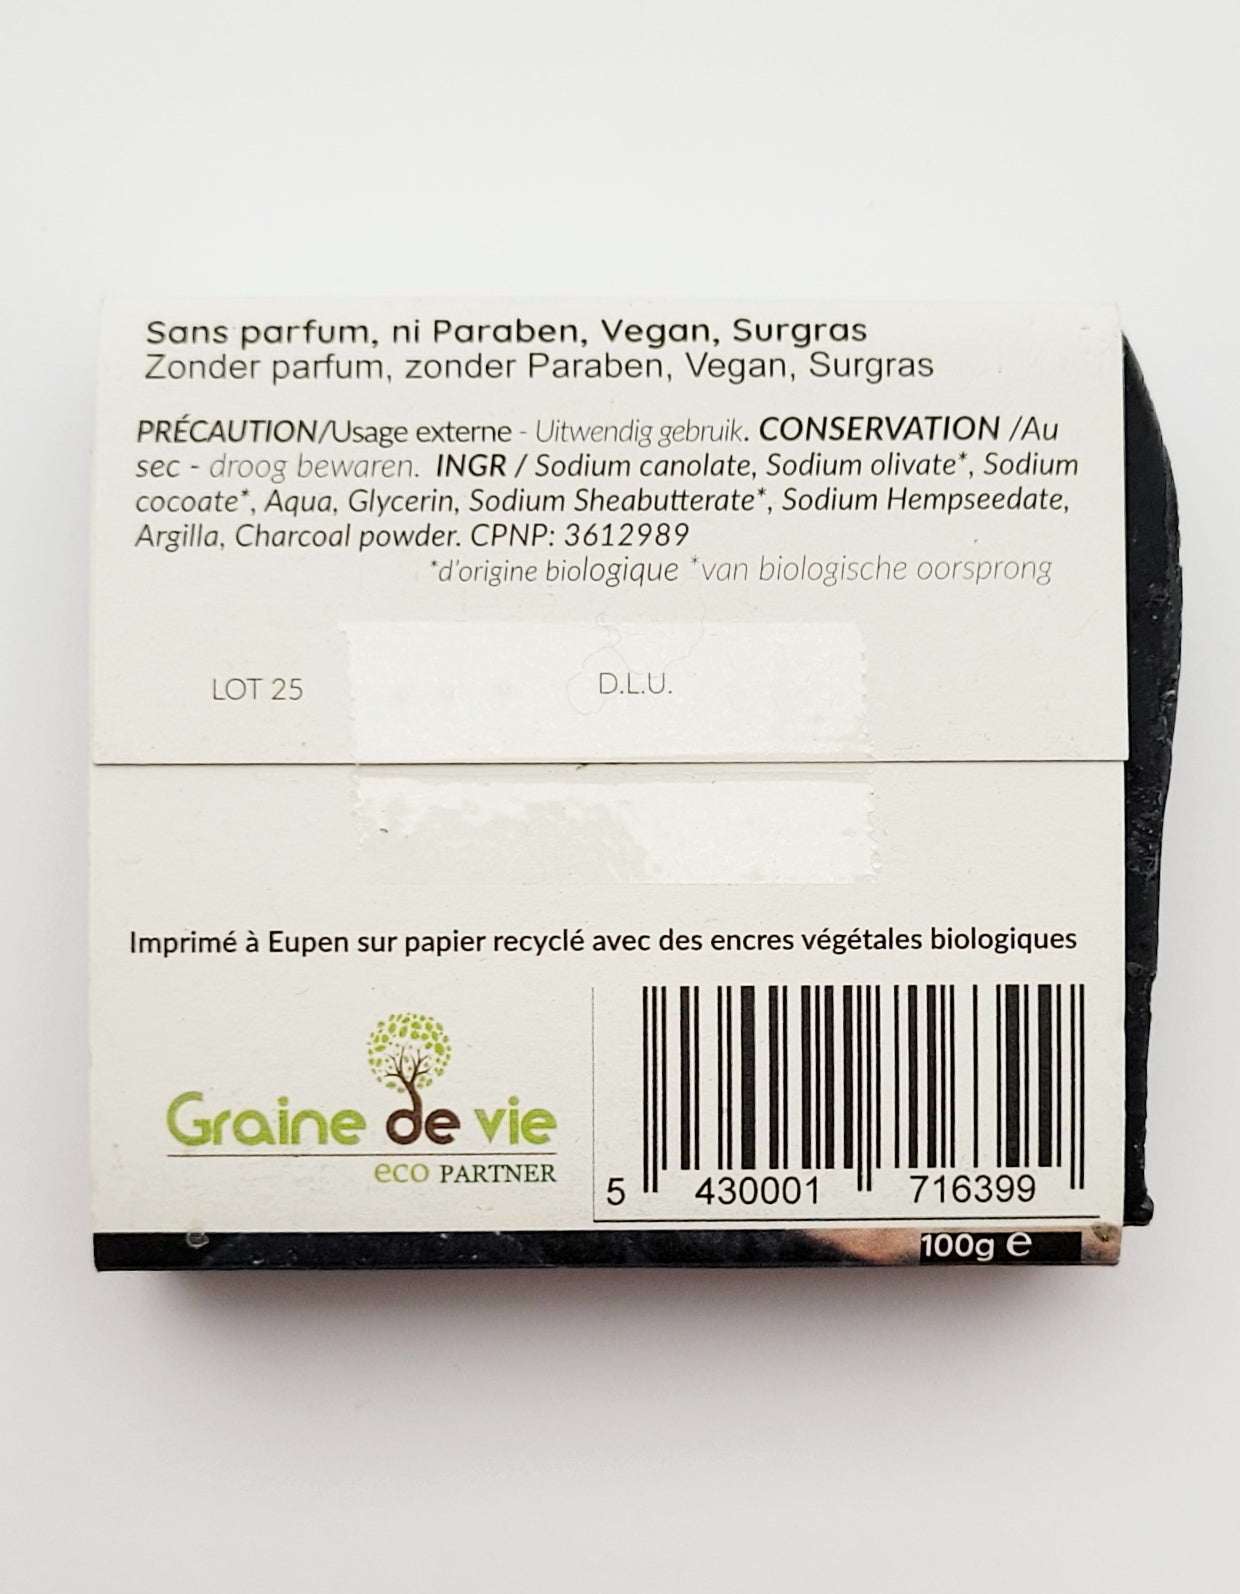 Sans parfum, ni Paraben, Vegan, Surgras
Zonder parfum, zonder Paraben, Vegan, Surgras
PRÉCAUTION/Usage externe - Uitwendig gebruik. CONSERVATION /Au
sec - droog bewaren. INGR / Sodium canolate, Sodium olivate*, Sodium
cocoate*, Aqua, Glycerin, Sodium Sheabutterate*, Sodium Hempseedate,
Argilla, Charcoal powder. CPNP: 3612989
*d'origine biologique *van biologische oorsprong
LOT 25 D.L.U.
Imprimé à Eupen sur papier recyclé avec des encres végétales biologiques
Graine de vie
eco PARTNER
5 430001 716399
100g e